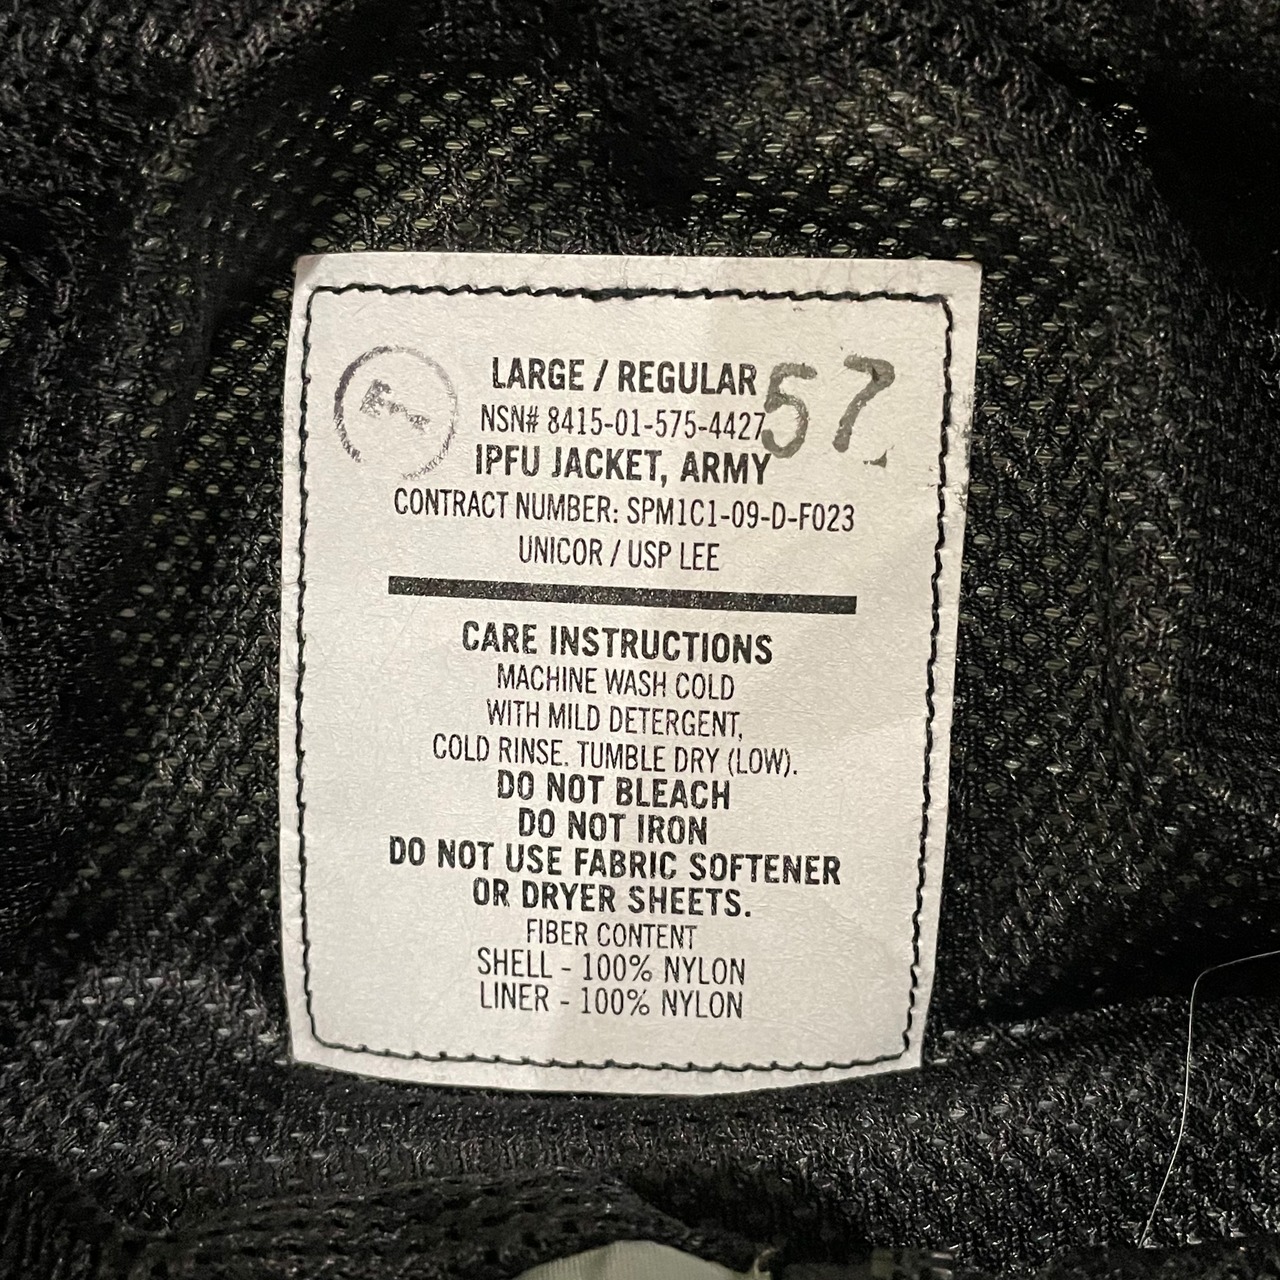 LARGE / REGULAR
57
NSN# 8415-01-575-4427
IPFU JACKET, ARMY
CONTRACT NUMBER: SPM1C1-09-D-F023
UNICOR / USP LEE
CARE INSTRUCTIONS
MACHINE WASH COLD
WITH MILD DETERGENT,
COLD RINSE. TUMBLE DRY (LOW).
DO NOT BLEACH
DO NOT IRON
DO NOT USE FABRIC SOFTENER
OR DRYER SHEETS.
FIBER CONTENT
SHELL - 100% NYLON
LINER - 100% NYLON